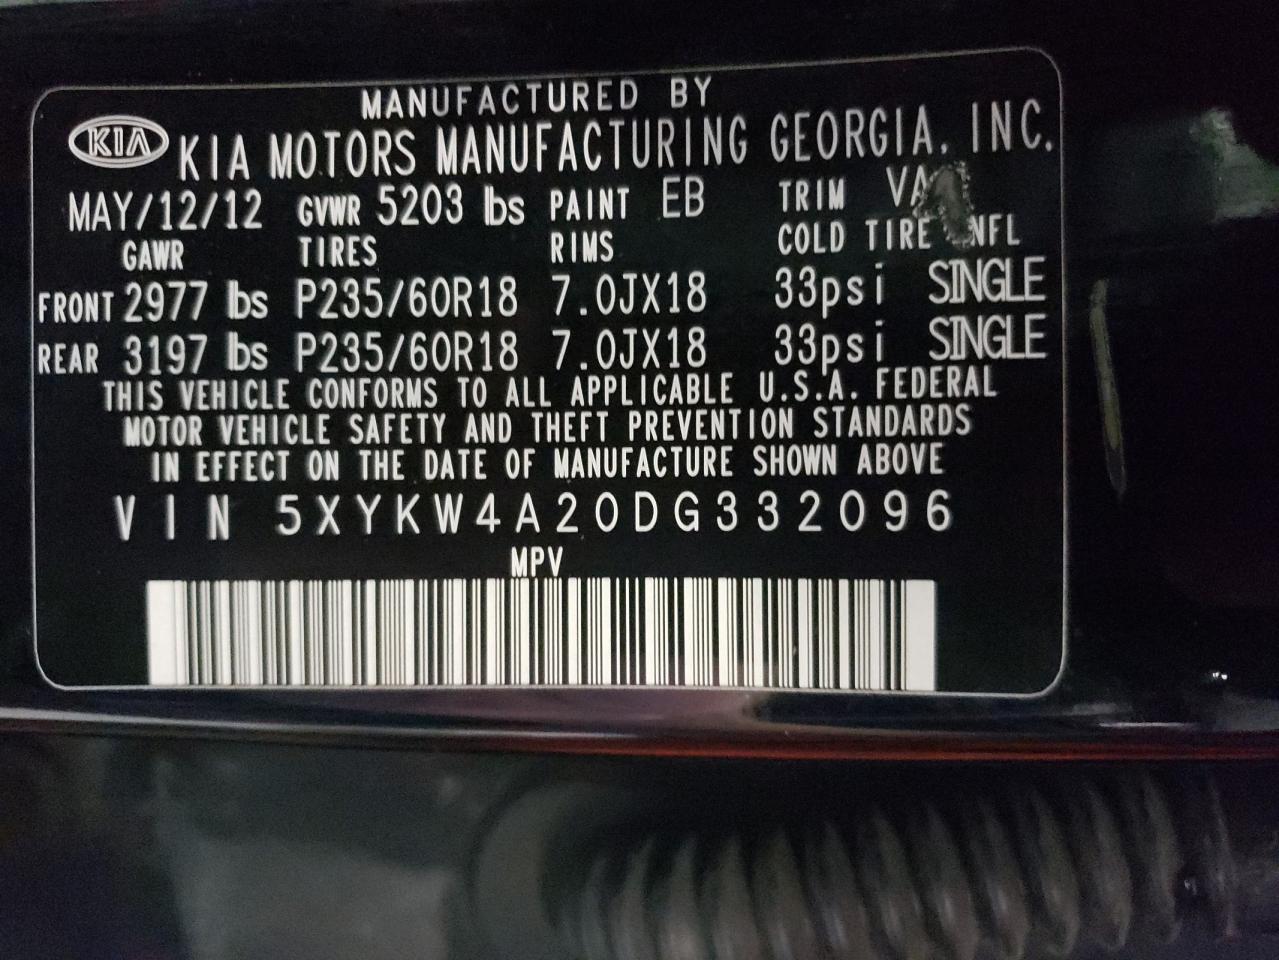 MANUFACTURED BY
KIA KIA MOTORS MANUFACTURING GEORGIA, INC.
MAY/12/12 GVWR 5203 lbs PAINT EB TRIM
GAWR TIRES RIMS COLD TIRE
FRONT 2977 lbs P235/60R18 7.0JX18 33psi SINGLE
REAR 3197 lbs P235/60R18 7.0JX18 33psi SINGLE
THIS VEHICLE CONFORMS TO ALL APPLICABLE U.S.A. FEDERAL
MOTOR VEHICLE SAFETY AND THEFT PREVENTION STANDARDS
IN EFFECT ON THE DATE OF MANUFACTURE SHOWN ABOVE
VIN 5XYKW4A20DG332096
MPV